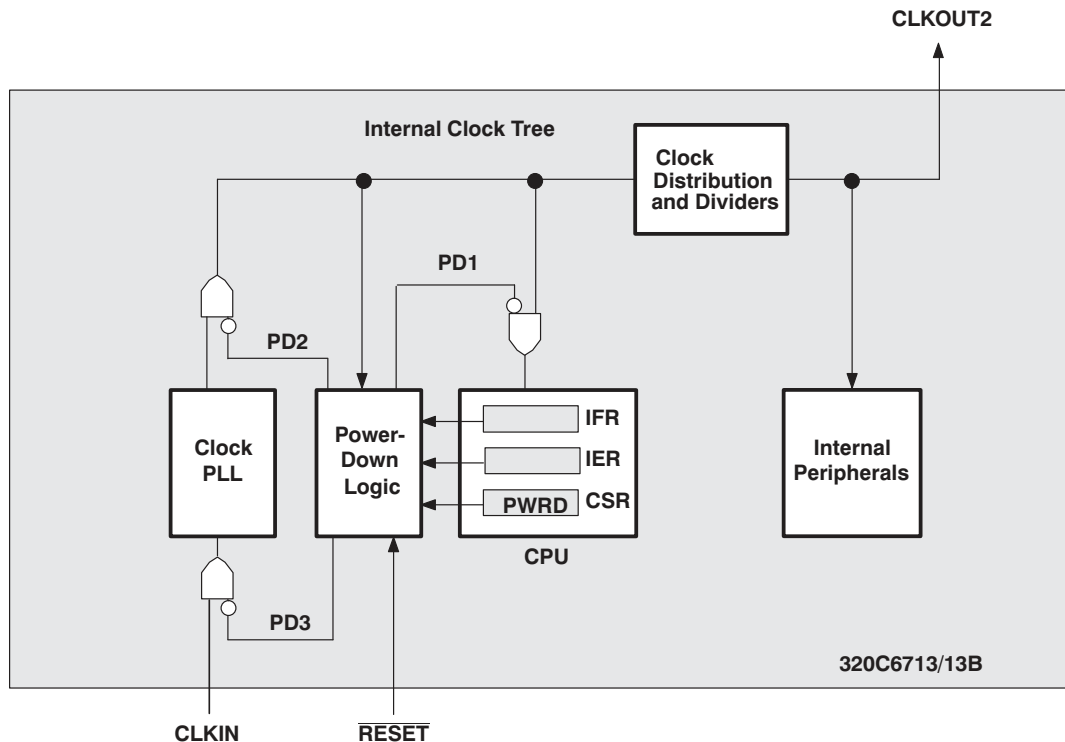 CLKOUT2
Internal Clock Tree
Clock
Distribution
and Dividers
PD1
PD2
Clock
PLL
Power-
Down
Logic
IFR
IER
PWRD CSR
CPU
Internal
Peripherals
PD3
320C6713/13B
CLKIN
RESET